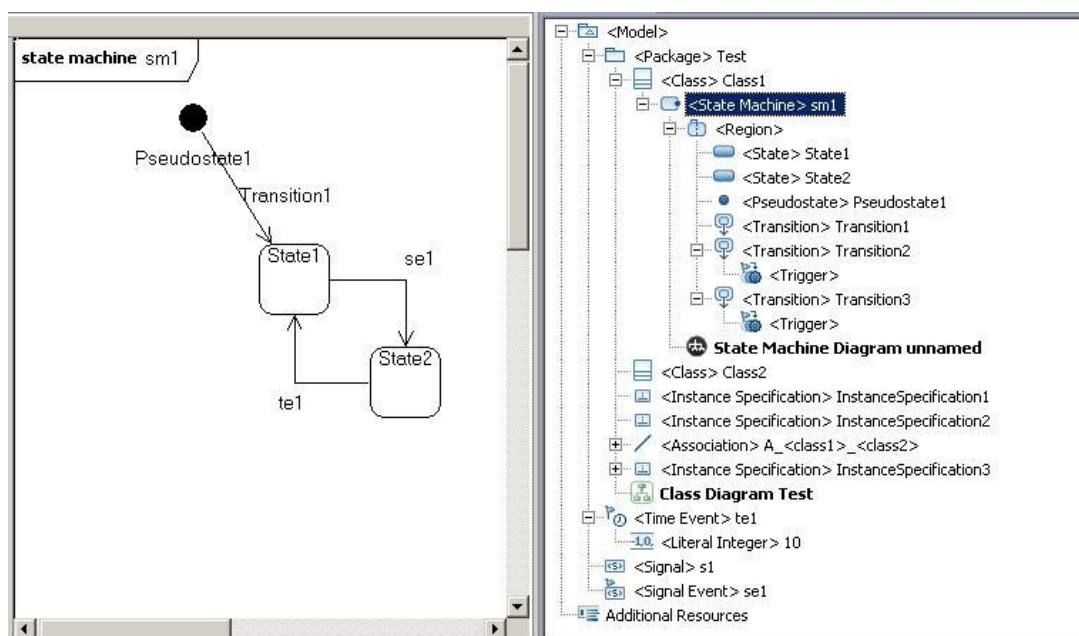 state machine sm1
Pseudostate1
Transition1
State1
se1
State2
te1
<Model>
<Package> Test
<Class> Class1
<State Machine> sm1
<Region>
<State> State1
<State> State2
<Pseudostate> Pseudostate1
<Transition> Transition1
<Transition> Transition2
<Trigger>
<Transition> Transition3
<Trigger>
State Machine Diagram unnamed
<Class> Class2
<Instance Specification> InstanceSpecification1
<Instance Specification> InstanceSpecification2
<Association> A_<class1>_<class2>
<Instance Specification> InstanceSpecification3
Class Diagram Test
<Time Event> te1
<Literal Integer> 10
<Signal> s1
<Signal Event> se1
Additional Resources